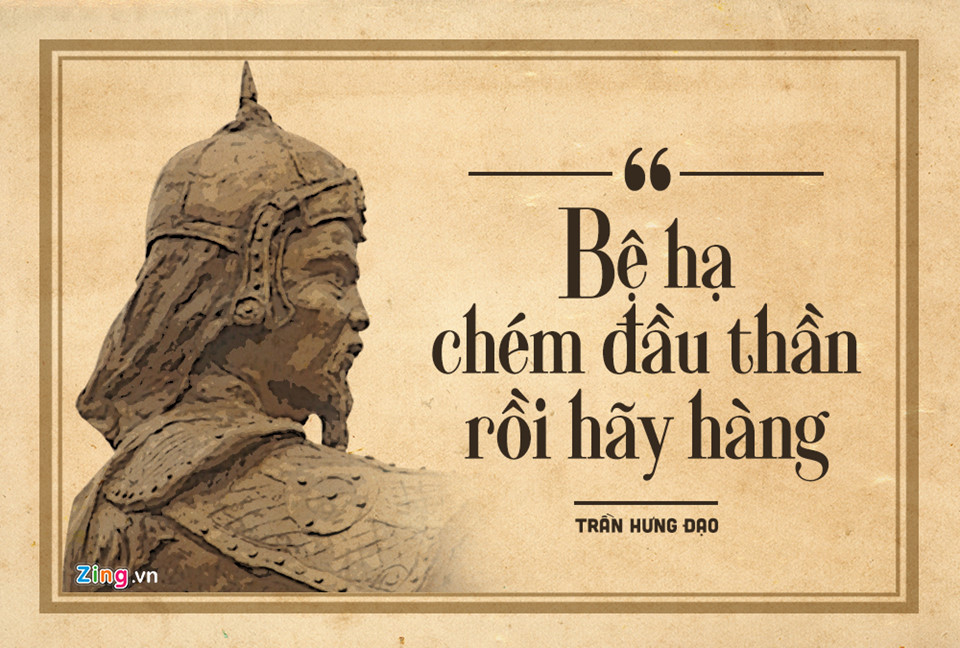 “
Bệ hạ
chém đầu thần
rồi hãy hàng
TRẦN HƯNG ĐẠO
Zing.vn